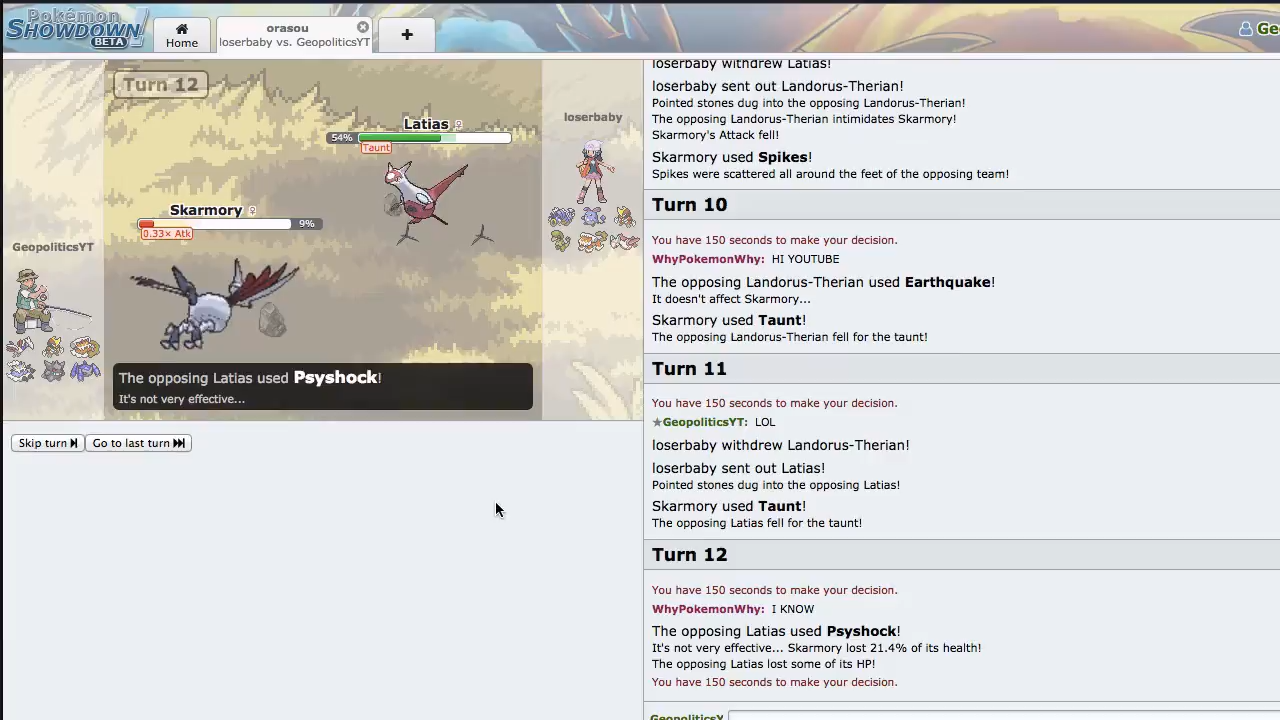 Pokémon
SHOWDOWN!
BETA
Home
orasou
loserbaby vs. GeopoliticsYT
+
Ge
Turn 12
Latias ♀
54%
Taunt
Skarmory ♀
9%
0.33× Atk
GeopoliticsYT
loserbaby
The opposing Latias used Psyshock!
It's not very effective...
Skip turn
Go to last turn
loserbaby withdrew Latias!
loserbaby sent out Landorus-Therian!
Pointed stones dug into the opposing Landorus-Therian!
The opposing Landorus-Therian intimidates Skarmory!
Skarmory's Attack fell!
Skarmory used Spikes!
Spikes were scattered all around the feet of the opposing team!
Turn 10
You have 150 seconds to make your decision.
WhyPokemonWhy: HI YOUTUBE
The opposing Landorus-Therian used Earthquake!
It doesn't affect Skarmory...
Skarmory used Taunt!
The opposing Landorus-Therian fell for the taunt!
Turn 11
You have 150 seconds to make your decision.
★GeopoliticsYT: LOL
loserbaby withdrew Landorus-Therian!
loserbaby sent out Latias!
Pointed stones dug into the opposing Latias!
Skarmory used Taunt!
The opposing Latias fell for the taunt!
Turn 12
You have 150 seconds to make your decision.
WhyPokemonWhy: I KNOW
The opposing Latias used Psyshock!
It's not very effective... Skarmory lost 21.4% of its health!
The opposing Latias lost some of its HP!
You have 150 seconds to make your decision.
GeopoliticsY